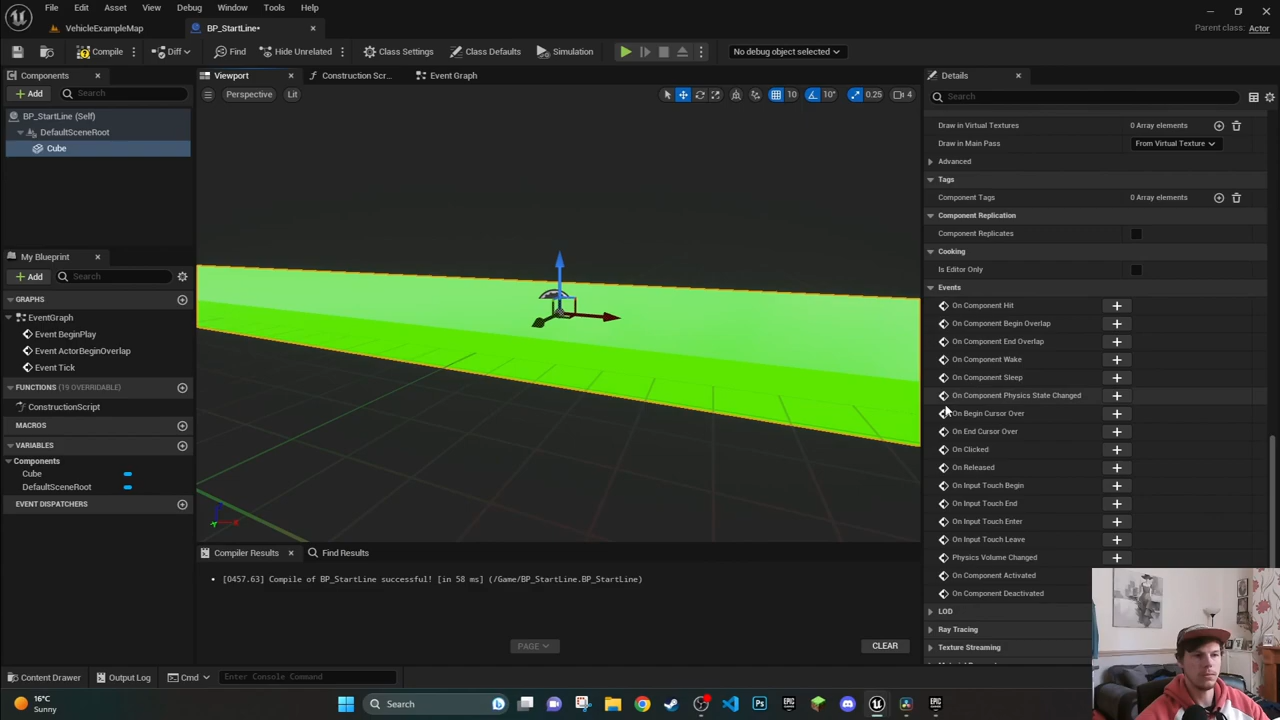 File Edit Asset View Debug Window Tools Help
VehicleExampleMap
BP_StartLine•
Parent class: Actor
Compile
Diff
Find
Hide Unrelated
Class Settings
Class Defaults
Simulation
No debug object selected
Components
Add
Search
BP_StartLine (Self)
DefaultSceneRoot
Cube
My Blueprint
Add
Search
GRAPHS
EventGraph
Event BeginPlay
Event ActorBeginOverlap
Event Tick
FUNCTIONS (19 OVERRIDABLE)
ConstructionScript
MACROS
VARIABLES
Components
Cube
DefaultSceneRoot
EVENT DISPATCHERS
Viewport
Construction Scr...
Event Graph
Perspective
Lit
10
10°
0.25
4
Compiler Results
Find Results
[0457.63] Compile of BP_StartLine successful! [in 58 ms] (/Game/BP_StartLine.BP_StartLine)
PAGE
CLEAR
Details
Search
Draw in Virtual Textures 0 Array elements
Draw in Main Pass From Virtual Texture
Advanced
Tags
Component Tags 0 Array elements
Component Replication
Component Replicates
Cooking
Is Editor Only
Events
On Component Hit
On Component Begin Overlap
On Component End Overlap
On Component Wake
On Component Sleep
On Component Physics State Changed
On Begin Cursor Over
On End Cursor Over
On Clicked
On Released
On Input Touch Begin
On Input Touch End
On Input Touch Enter
On Input Touch Leave
Physics Volume Changed
On Component Activated
On Component Deactivated
LOD
Ray Tracing
Texture Streaming
Content Drawer
Output Log
Cmd
Enter Console Command
16°C
Sunny
Search